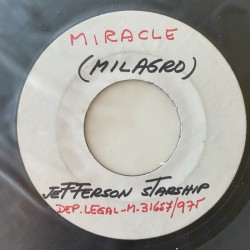 MIRACLE
(MILAGRO)
JEFFERSON STARSHIP
DEP. LEGAL-M-31657/975